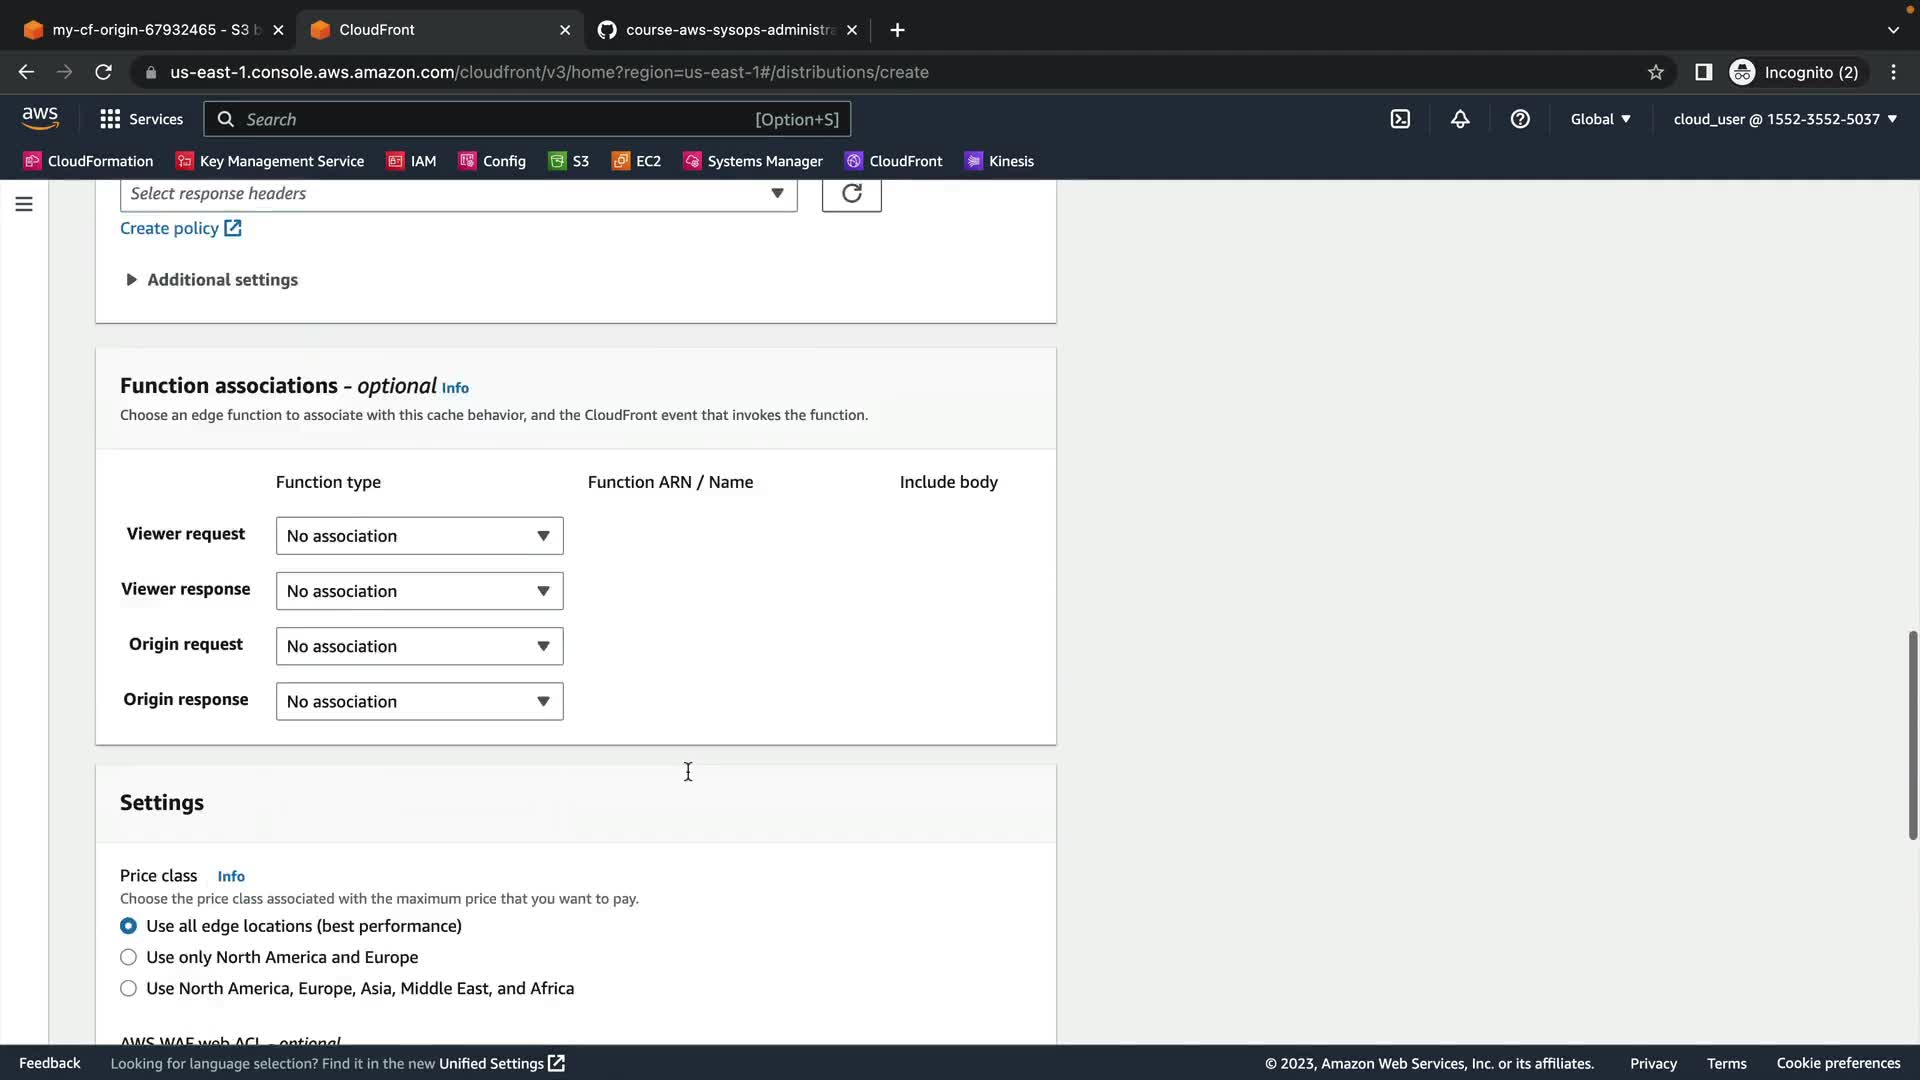 my-cf-origin-67932465 - S3 b
CloudFront
course-aws-sysops-administra
us-east-1.console.aws.amazon.com/cloudfront/v3/home?region=us-east-1#/distributions/create
Incognito (2)
aws
Services
Search
[Option+S]
Global
cloud_user @ 1552-3552-5037
CloudFormation
Key Management Service
IAM
Config
S3
EC2
Systems Manager
CloudFront
Kinesis
Select response headers
Create policy
Additional settings
Function associations - optional Info
Choose an edge function to associate with this cache behavior, and the CloudFront event that invokes the function.
Function type
Function ARN / Name
Include body
Viewer request
No association
Viewer response
No association
Origin request
No association
Origin response
No association
Settings
Price class Info
Choose the price class associated with the maximum price that you want to pay.
Use all edge locations (best performance)
Use only North America and Europe
Use North America, Europe, Asia, Middle East, and Africa
AWS WAF web ACL - optional
Feedback
Looking for language selection? Find it in the new Unified Settings
© 2023, Amazon Web Services, Inc. or its affiliates.
Privacy
Terms
Cookie preferences